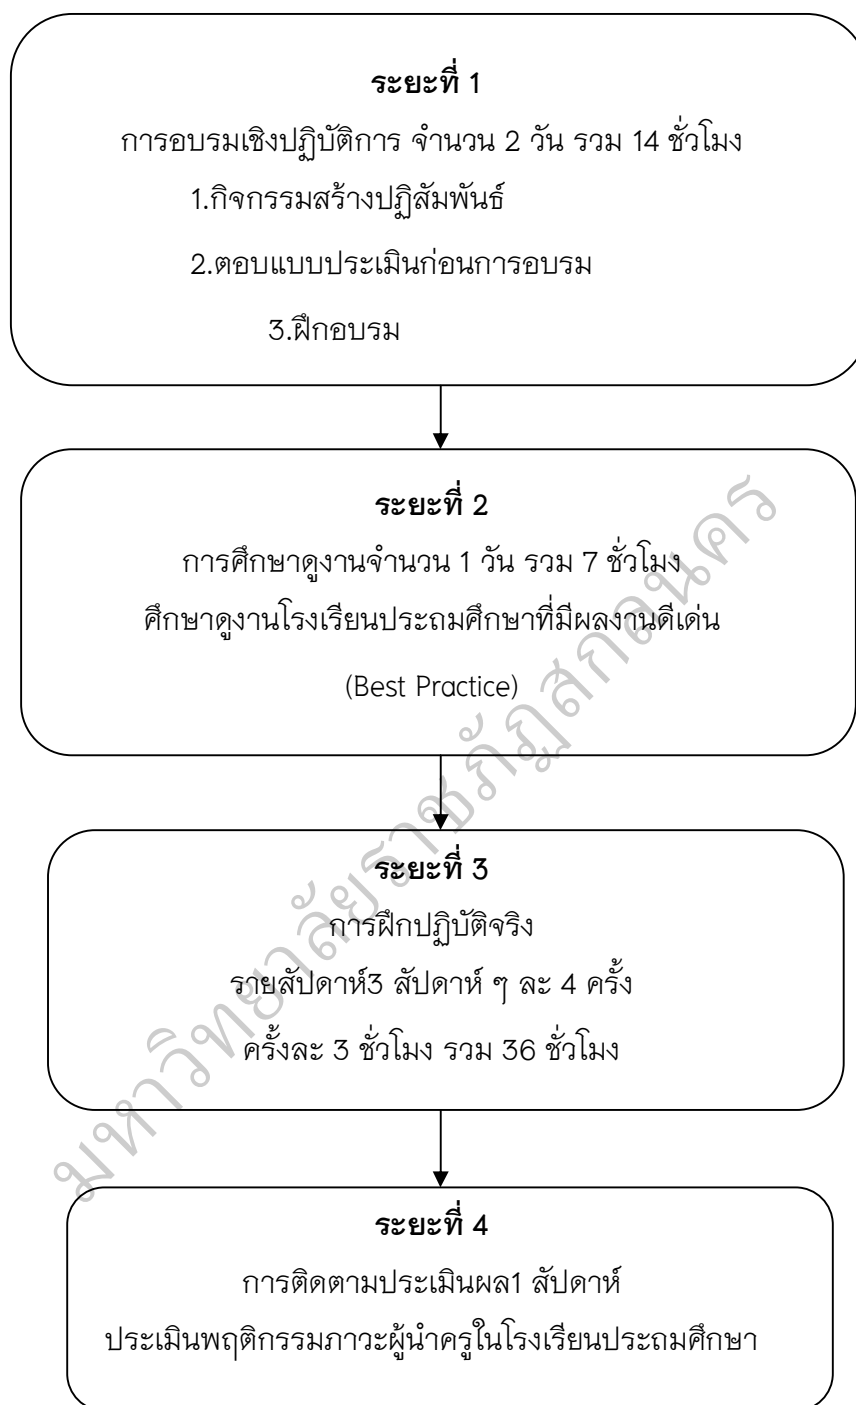 ระยะที่ 1
การอบรมเชิงปฏิบัติการ จำนวน 2 วัน รวม 14 ชั่วโมง
1.กิจกรรมสร้างปฏิสัมพันธ์
2.ตอบแบบประเมินก่อนการอบรม
3.ฝึกอบรม
ระยะที่ 2
การศึกษาดูงานจำนวน 1 วัน รวม 7 ชั่วโมง
ศึกษาดูงานโรงเรียนประถมศึกษาที่มีผลงานดีเด่น
(Best Practice)
ระยะที่ 3
การฝึกปฏิบัติจริง
รายสัปดาห์3 สัปดาห์ ๆ ละ 4 ครั้ง
ครั้งละ 3 ชั่วโมง รวม 36 ชั่วโมง
ระยะที่ 4
การติดตามประเมินผล1 สัปดาห์
ประเมินพฤติกรรมภาวะผู้นำครูในโรงเรียนประถมศึกษา
มหาวิทยาลัยราชภัฏสกลนคร